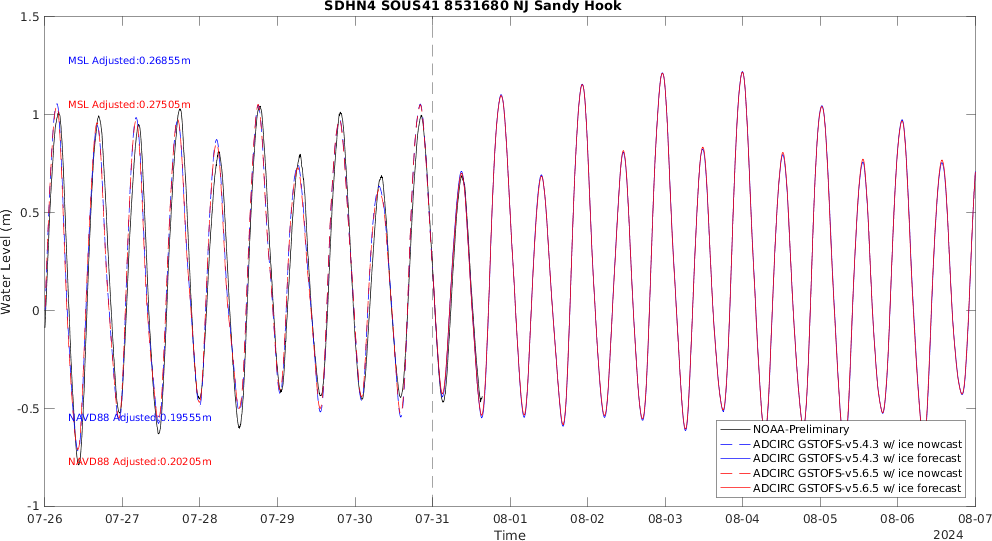 SDHN4 SOUS41 8531680 NJ Sandy Hook
1.5
1
0.5
0
-0.5
-1
Water Level (m)
MSL Adjusted:0.26855m
MSL Adjusted:0.27505m
NAVD88 Adjusted:0.19555m
NAVD88 Adjusted:0.20205m
NOAA-Preliminary
ADCIRC GSTOFS-v5.4.3 w/ ice nowcast
ADCIRC GSTOFS-v5.4.3 w/ ice forecast
ADCIRC GSTOFS-v5.6.5 w/ ice nowcast
ADCIRC GSTOFS-v5.6.5 w/ ice forecast
07-26 07-27 07-28 07-29 07-30 07-31 08-01 08-02 08-03 08-04 08-05 08-06 08-07
Time
2024